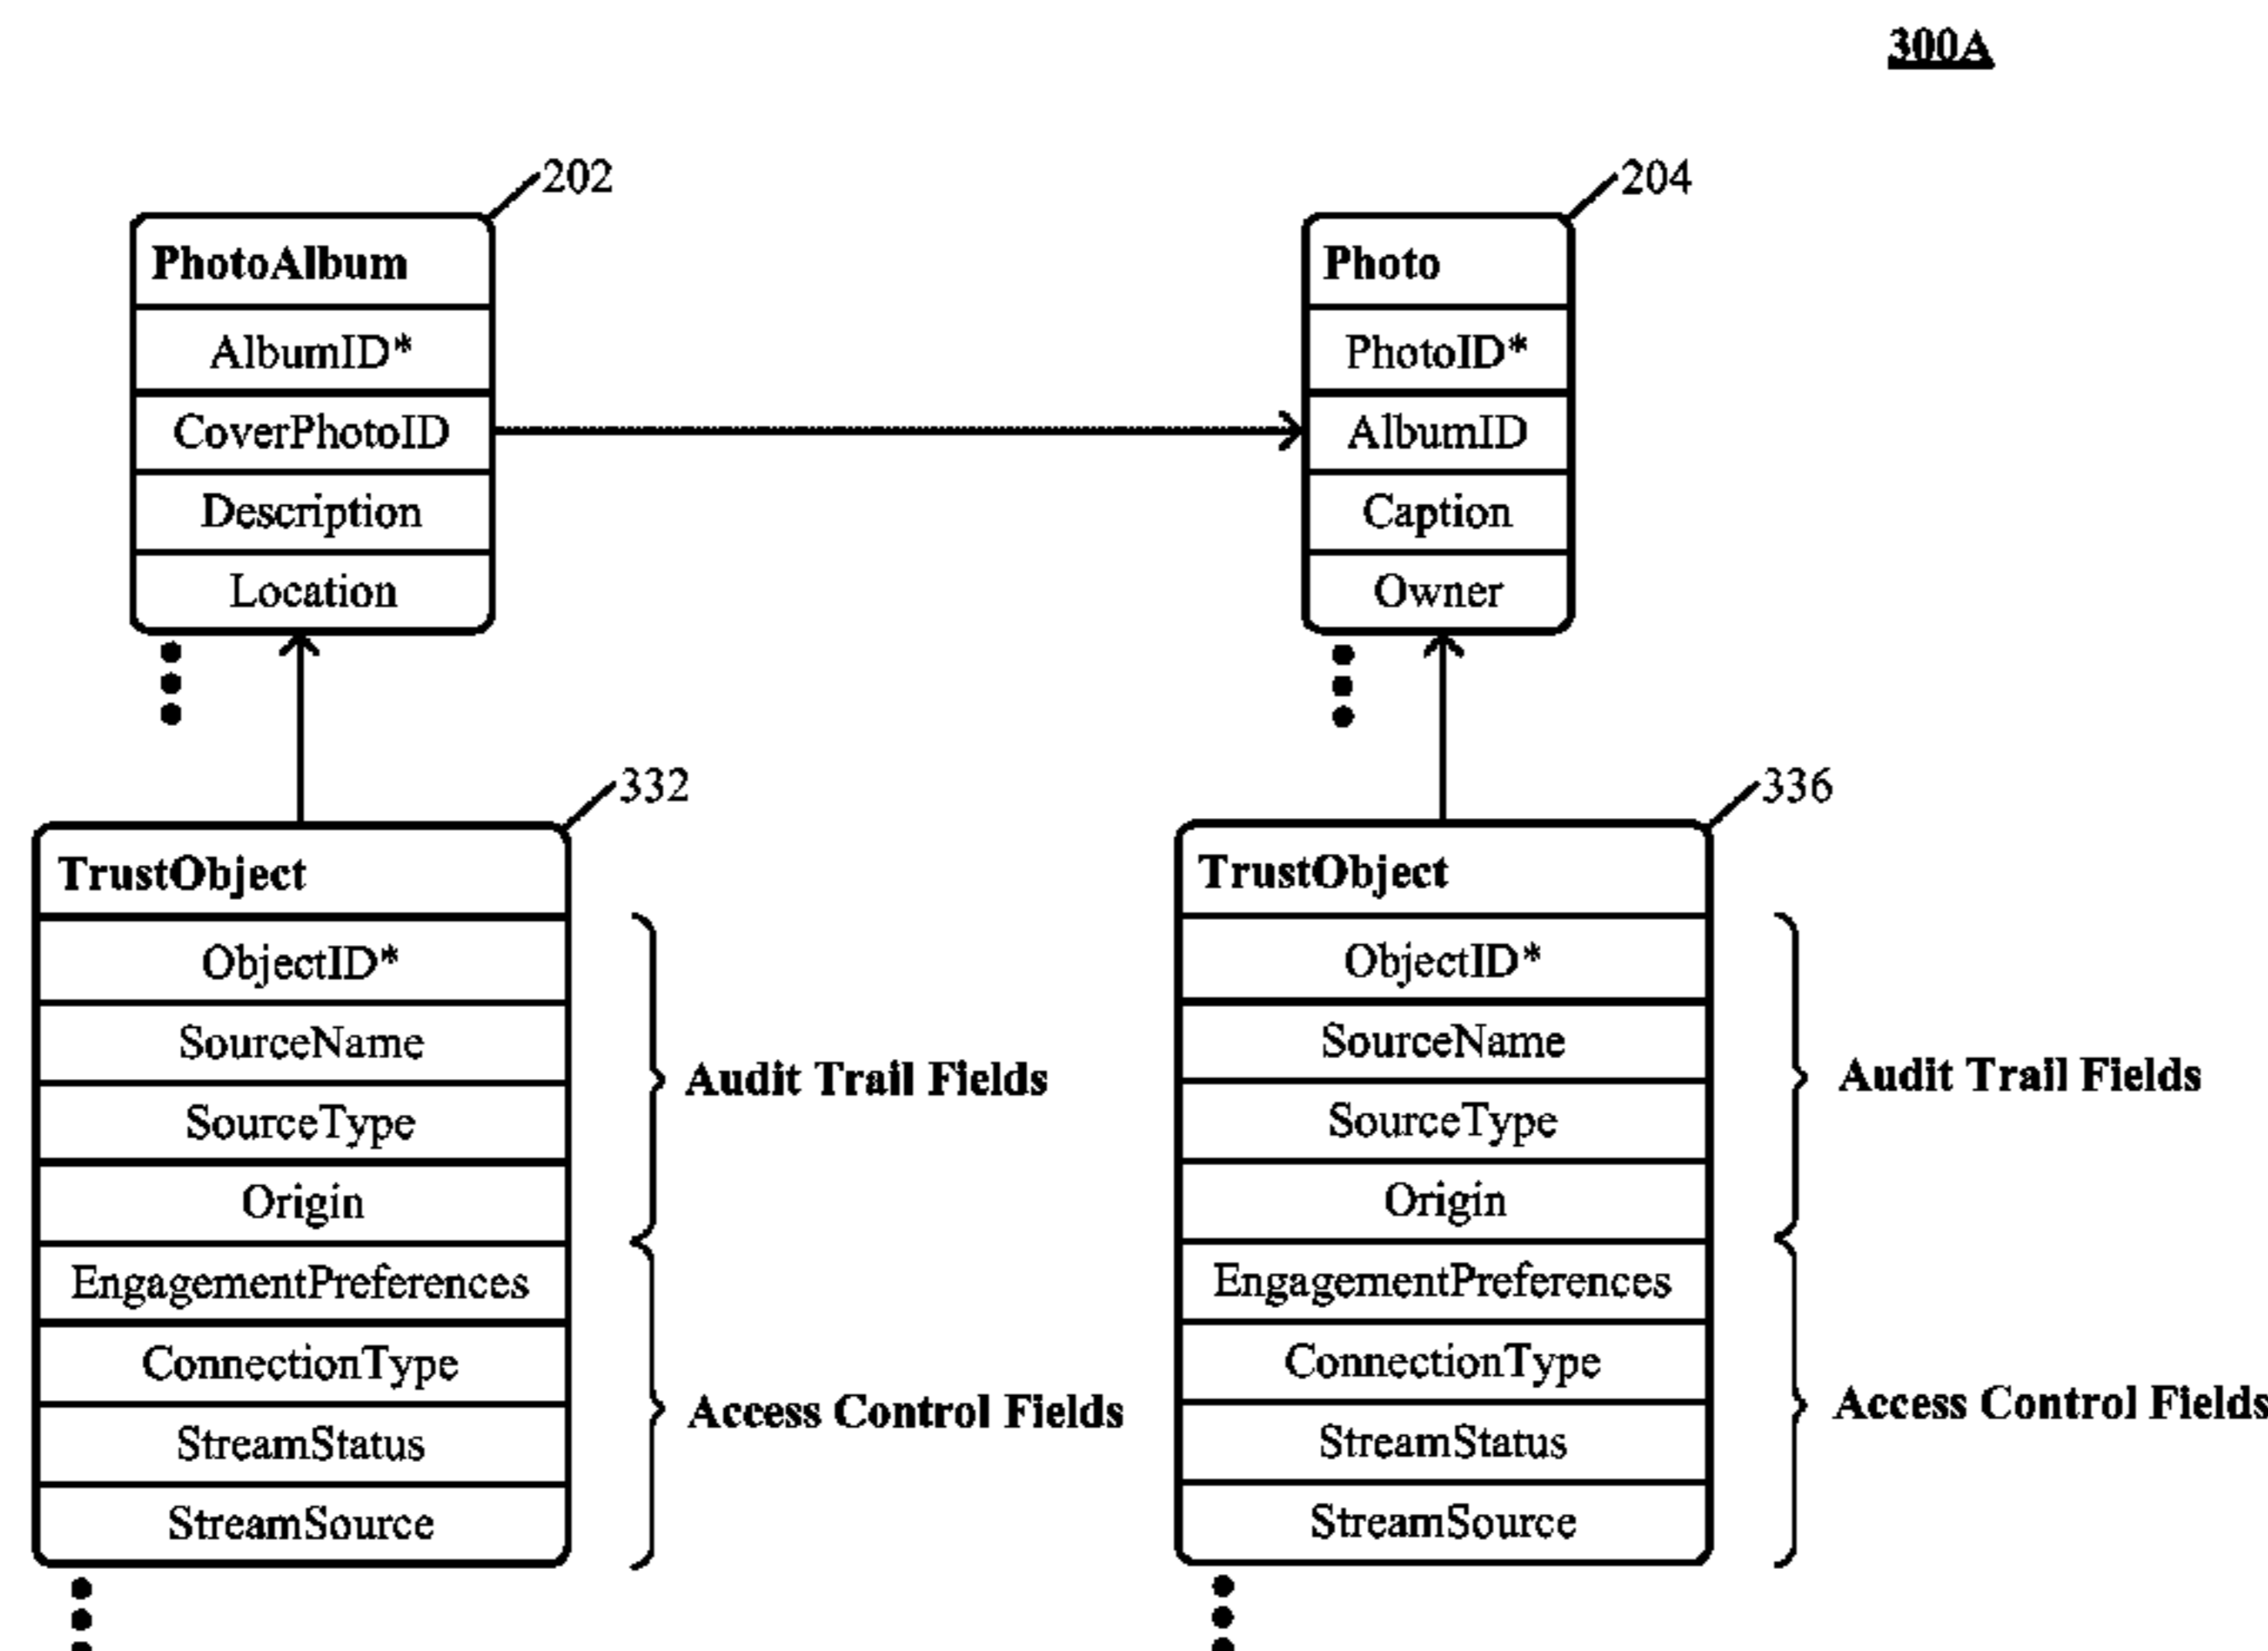 300A
202
PhotoAlbum
AlbumID*
CoverPhotoID
Description
Location
204
Photo
PhotoID*
AlbumID
Caption
Owner
332
TrustObject
ObjectID*
SourceName
SourceType
Origin
EngagementPreferences
ConnectionType
StreamStatus
StreamSource
Audit Trail Fields
Access Control Fields
336
TrustObject
ObjectID*
SourceName
SourceType
Origin
EngagementPreferences
ConnectionType
StreamStatus
StreamSource
Audit Trail Fields
Access Control Fields